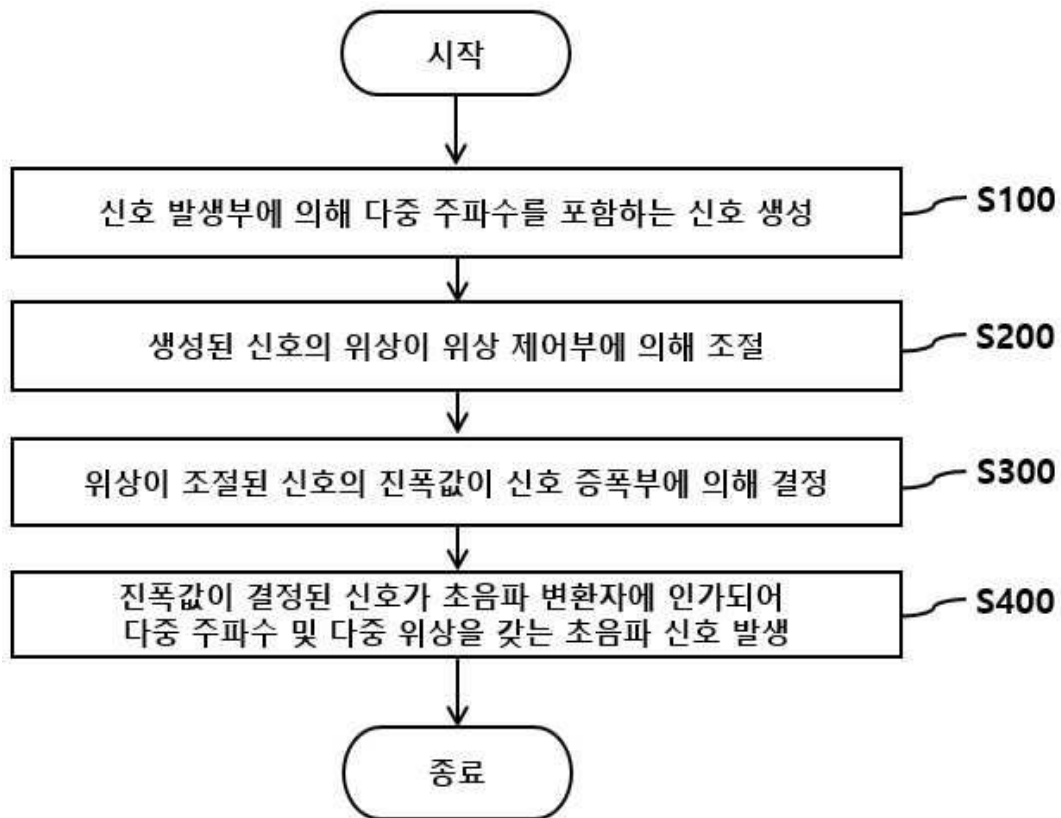 시작
신호 발생부에 의해 다중 주파수를 포함하는 신호 생성
S100
생성된 신호의 위상이 위상 제어부에 의해 조절
S200
위상이 조절된 신호의 진폭값이 신호 증폭부에 의해 결정
S300
진폭값이 결정된 신호가 초음파 변환자에 인가되어
다중 주파수 및 다중 위상을 갖는 초음파 신호 발생
S400
종료